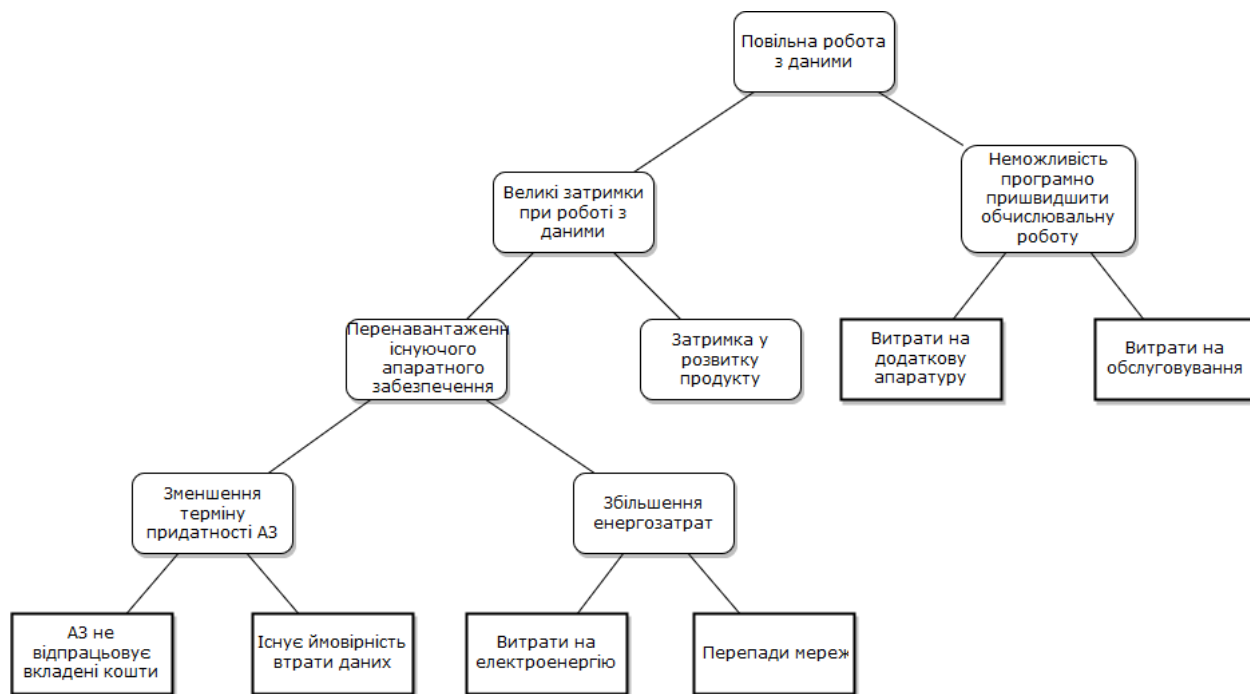 Повільна робота
з даними
Неможливість
програмно
пришвидшити
обчислювальну
роботу
Великі затримки
при роботі з
даними
Перенавантаженн
існуючого
апаратного
забезпечення
Затримка у
розвитку
продукту
Витрати на
додаткову
апаратуру
Витрати на
обслуговування
Зменшення
терміну
придатності АЗ
Збільшення
енергозатрат
АЗ не
відпрацьовує
вкладені кошти
Існує ймовірність
втрати даних
Витрати на
електроенергію
Перепади мереж